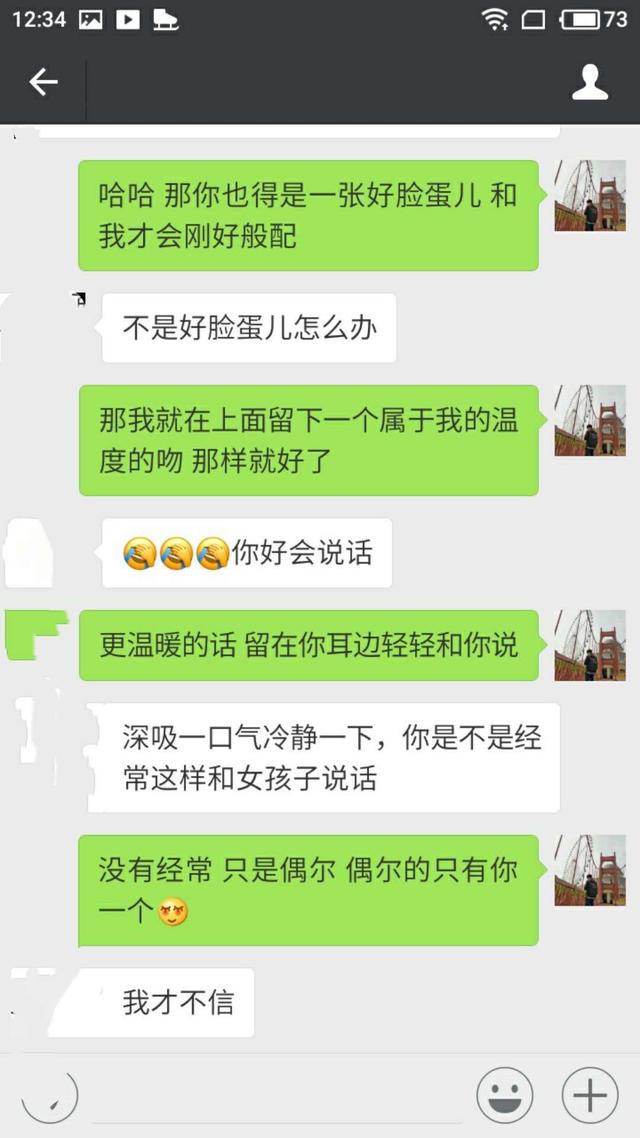 12:34
73
哈哈 那你也得是一张好脸蛋儿 和
我才会刚好般配
不是好脸蛋儿怎么办
那我就在上面留下一个属于我的温
度的吻 那样就好了
🤦🤦🤦你好会说话
更温暖的话 留在你耳边轻轻和你说
深吸一口气冷静一下，你是不是经
常这样和女孩子说话
没有经常 只是偶尔 偶尔的只有你
一个😍
我才不信